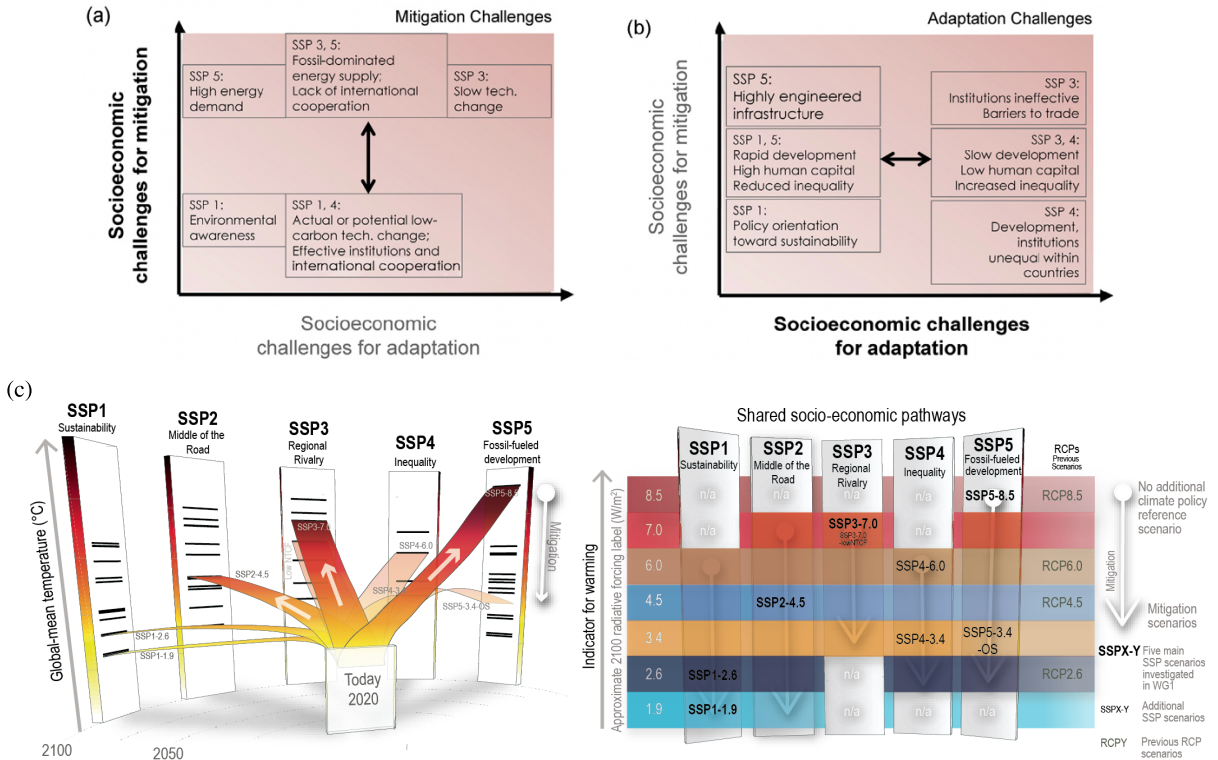 (a)
Mitigation Challenges
Socioeconomic
challenges for mitigation
SSP 5:
High energy
demand
SSP 3, 5:
Fossil-dominated
energy supply;
Lack of international
cooperation
SSP 3:
Slow tech.
change
SSP 1:
Environmental
awareness
SSP 1, 4:
Actual or potential low-
carbon tech. change;
Effective institutions and
international cooperation
Socioeconomic
challenges for adaptation
(b)
Adaptation Challenges
Socioeconomic
challenges for mitigation
SSP 5:
Highly engineered
infrastructure
SSP 1, 5:
Rapid development
High human capital
Reduced inequality
SSP 1:
Policy orientation
toward sustainability
SSP 3:
Institutions ineffective
Barriers to trade
SSP 3, 4:
Slow development
Low human capital
Increased inequality
SSP 4:
Development,
institutions
unequal within
countries
Socioeconomic challenges
for adaptation
(c)
Global-mean temperature (°C)
SSP1
Sustainability
SSP2
Middle of the
Road
SSP3
Regional
Rivalry
SSP4
Inequality
SSP5
Fossil-fueled
development
SSP5-8.5
SSP3-7.0
Low NTCF
SSP4-6.0
SSP2-4.5
SSP4-3.4
SSP5-3.4-OS
SSP1-2.6
SSP1-1.9
Mitigation
Today
2020
2100
2050
Shared socio-economic pathways
Indicator for warming
Approximate 2100 radiative forcing label (W/m²)
SSP1
Sustainability
SSP2
Middle of the
Road
SSP3
Regional
Rivalry
SSP4
Inequality
SSP5
Fossil-fueled
development
RCPs
Previous
Scenarios
8.5 n/a n/a n/a n/a SSP5-8.5 RCP8.5
7.0 n/a SSP3-7.0 n/a
SSP3-7.0
-lowNTCF
6.0 SSP4-6.0 RCP6.0
4.5 SSP2-4.5 RCP4.5
3.4 SSP4-3.4 SSP5-3.4
-OS
2.6 SSP1-2.6 n/a RCP2.6
1.9 SSP1-1.9 n/a n/a n/a
No additional
climate policy
reference
scenario
Mitigation
Mitigation
scenarios
SSPX-Y Five main
SSP scenarios
investigated
in WG1
SSPX-Y Additional
SSP scenarios
RCPY Previous RCP
scenarios